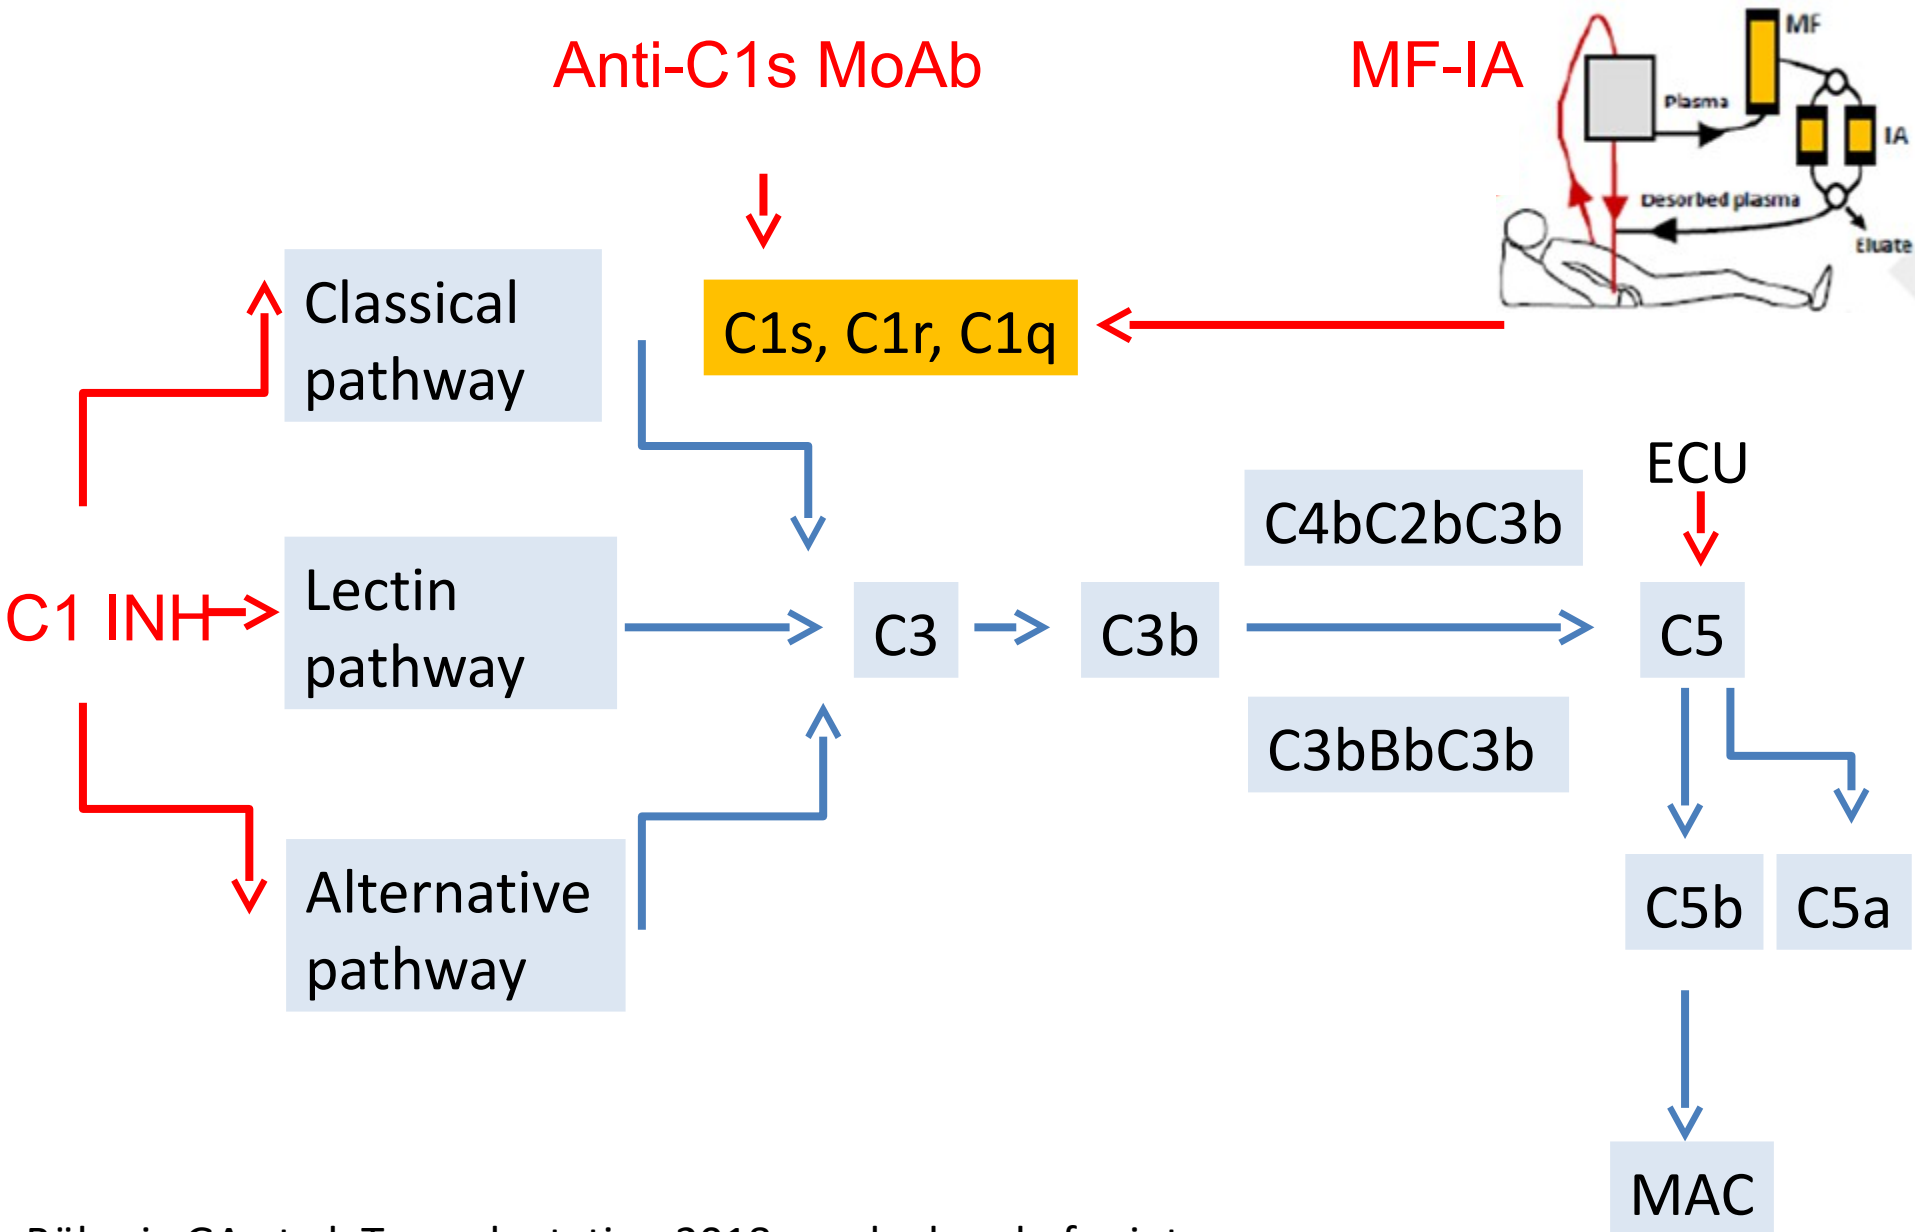 Anti-C1s MoAb
MF-IA
MF
Plasma
IA
Desorbed plasma
Eluate
Classical
pathway
C1s, C1r, C1q
ECU
C4bC2bC3b
Lectin
pathway
C1 INH
C3
C3b
C5
C3bBbC3b
Alternative
pathway
C5b
C5a
MAC